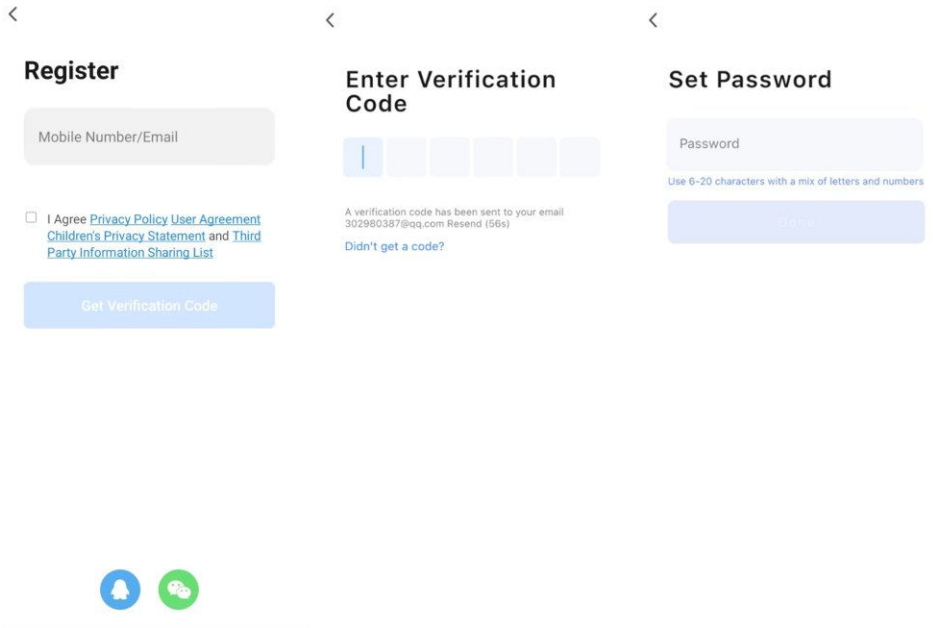 Register
Mobile Number/Email
I Agree Privacy Policy User Agreement
Children's Privacy Statement and Third
Party Information Sharing List
Get Verification Code
Enter Verification
Code
A verification code has been sent to your email
302980387@qq.com Resend (56s)
Didn't get a code?
Set Password
Password
Use 6-20 characters with a mix of letters and numbers
Done